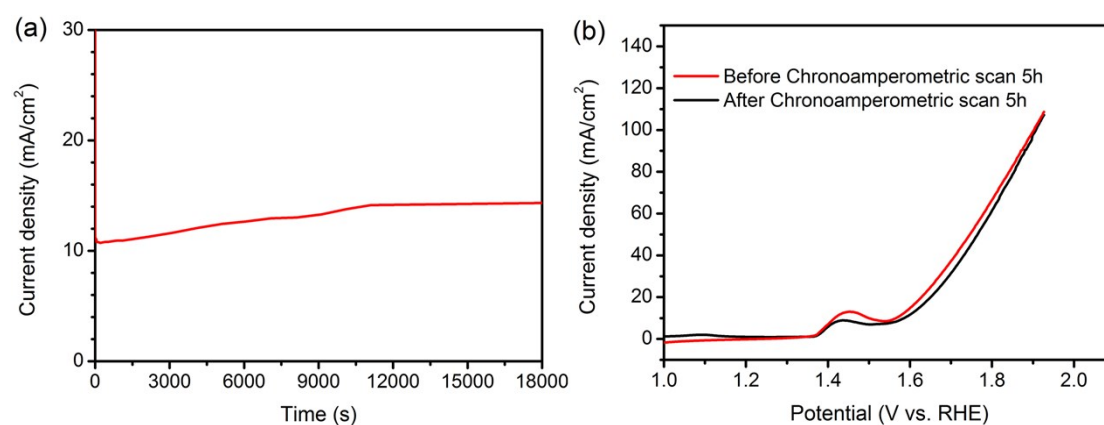 (a)
30
20
10
0
Current density (mA/cm²)
0 3000 6000 9000 12000 15000 18000
Time (s)
(b)
140
120
100
80
60
40
20
0
Current density (mA/cm²)
Before Chronoamperometric scan 5h
After Chronoamperometric scan 5h
1.0 1.2 1.4 1.6 1.8 2.0
Potential (V vs. RHE)